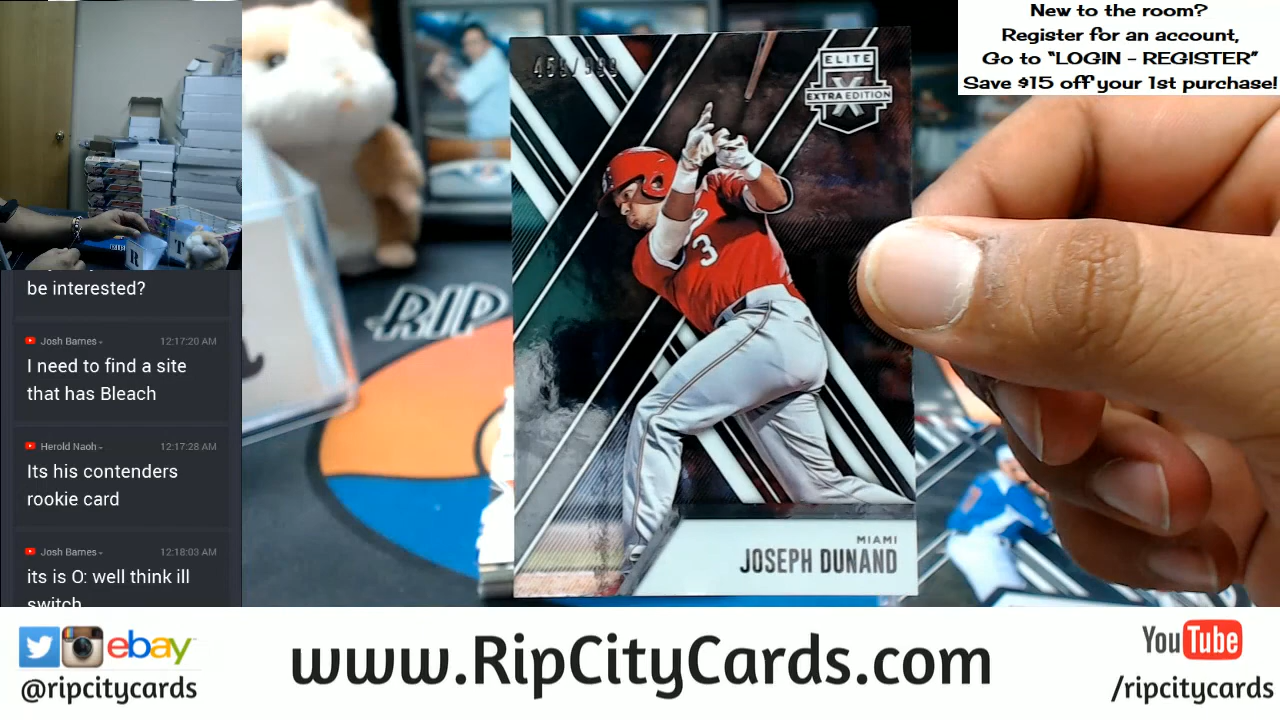 New to the room?
Register for an account,
Go to “LOGIN - REGISTER”
Save $15 off your 1st purchase!
be interested?
Josh Barnes
12:17:20 AM
I need to find a site
that has Bleach
Herold Naoh
12:17:28 AM
Its his contenders
rookie card
Josh Barnes
12:18:03 AM
its is O: well think ill
switch
R
T
RIP
ELITE
X
EXTRA EDITION
3
MIAMI
JOSEPH DUNAND
ebay
@ripcitycards
www.RipCityCards.com
YouTube
/ripcitycards